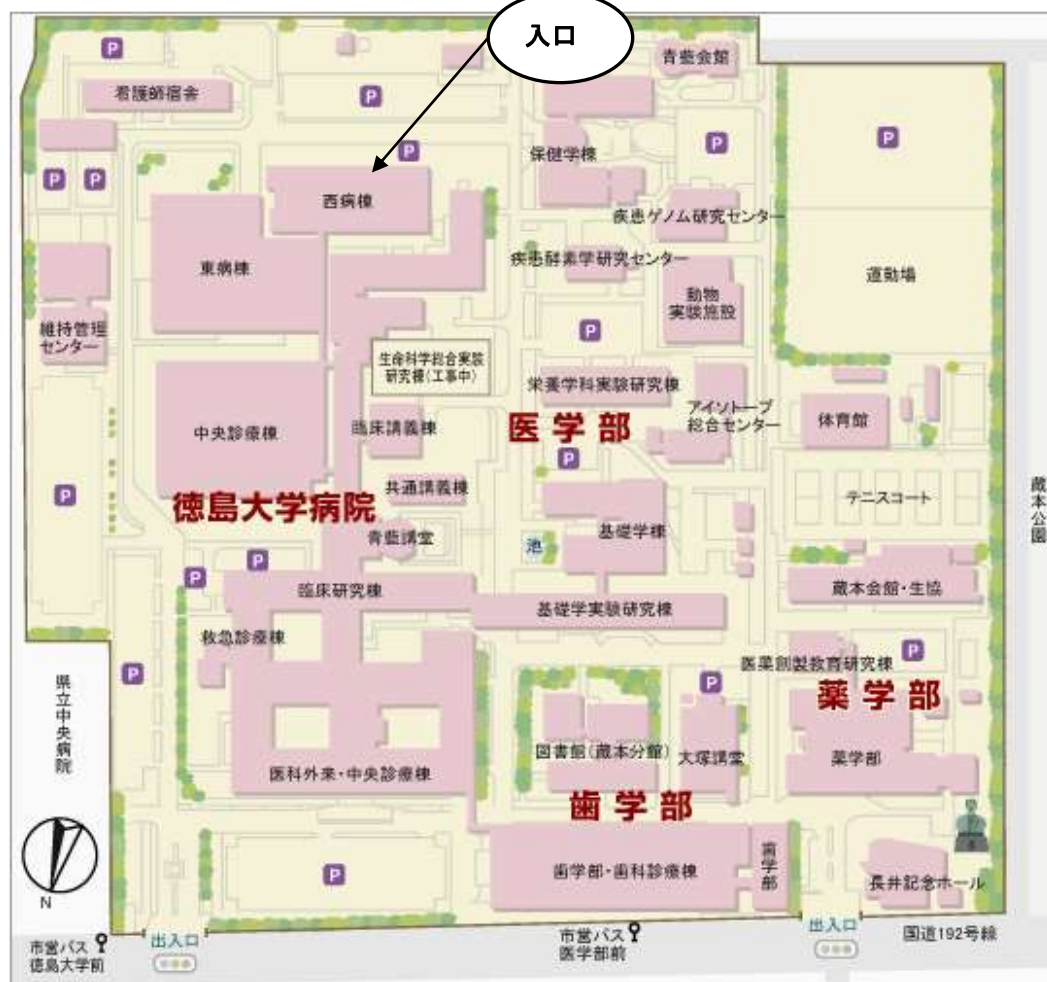 入口
青藍会館
P
看護師宿舎
P
P
P
P
保健学棟
P
P
西病棟
疾患ゲノム研究センター
疾患酵素学研究センター
東病棟
運動場
動物
実験施設
維持管理
センター
P
生命科学総合実験
研究棟(工事中)
栄養学科実験研究棟
アイソトープ
総合センター
体育館
中央診療棟
臨床講義棟
医学部
P
共通講義棟
P
テニスコート
蔵本公園
徳島大学病院
青藍講堂
基礎学棟
池
P
P
臨床研究棟
蔵本会館・生協
基礎学実験研究棟
救急診療棟
P
医薬創製教育研究棟
P
P
薬学部
県立中央病院
図書館(蔵本分館)
大塚講堂
薬学部
医科外来・中央診療棟
歯学部
N
P
歯学部・歯科診療棟
歯学部
長井記念ホール
市営バス
徳島大学前
出入口
市営バス
医学部前
出入口
国道192号線